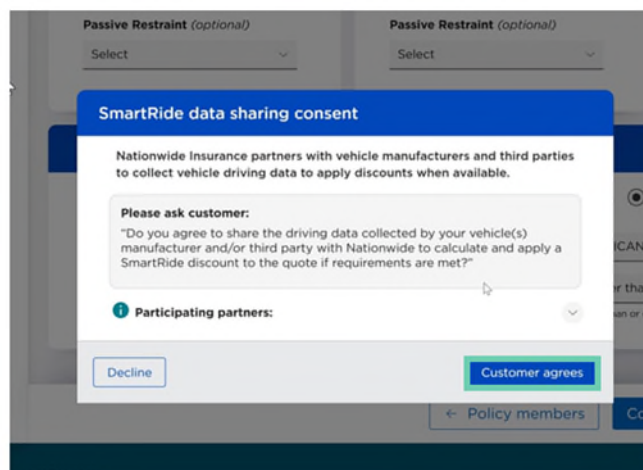 Passive Restraint (optional)
Passive Restraint (optional)
Select
Select
SmartRide data sharing consent
Nationwide Insurance partners with vehicle manufacturers and third parties
to collect vehicle driving data to apply discounts when available.
Please ask customer:
"Do you agree to share the driving data collected by your vehicle(s)
manufacturer and/or third party with Nationwide to calculate and apply a
SmartRide discount to the quote if requirements are met?"
Participating partners:
Decline
Customer agrees
← Policy members